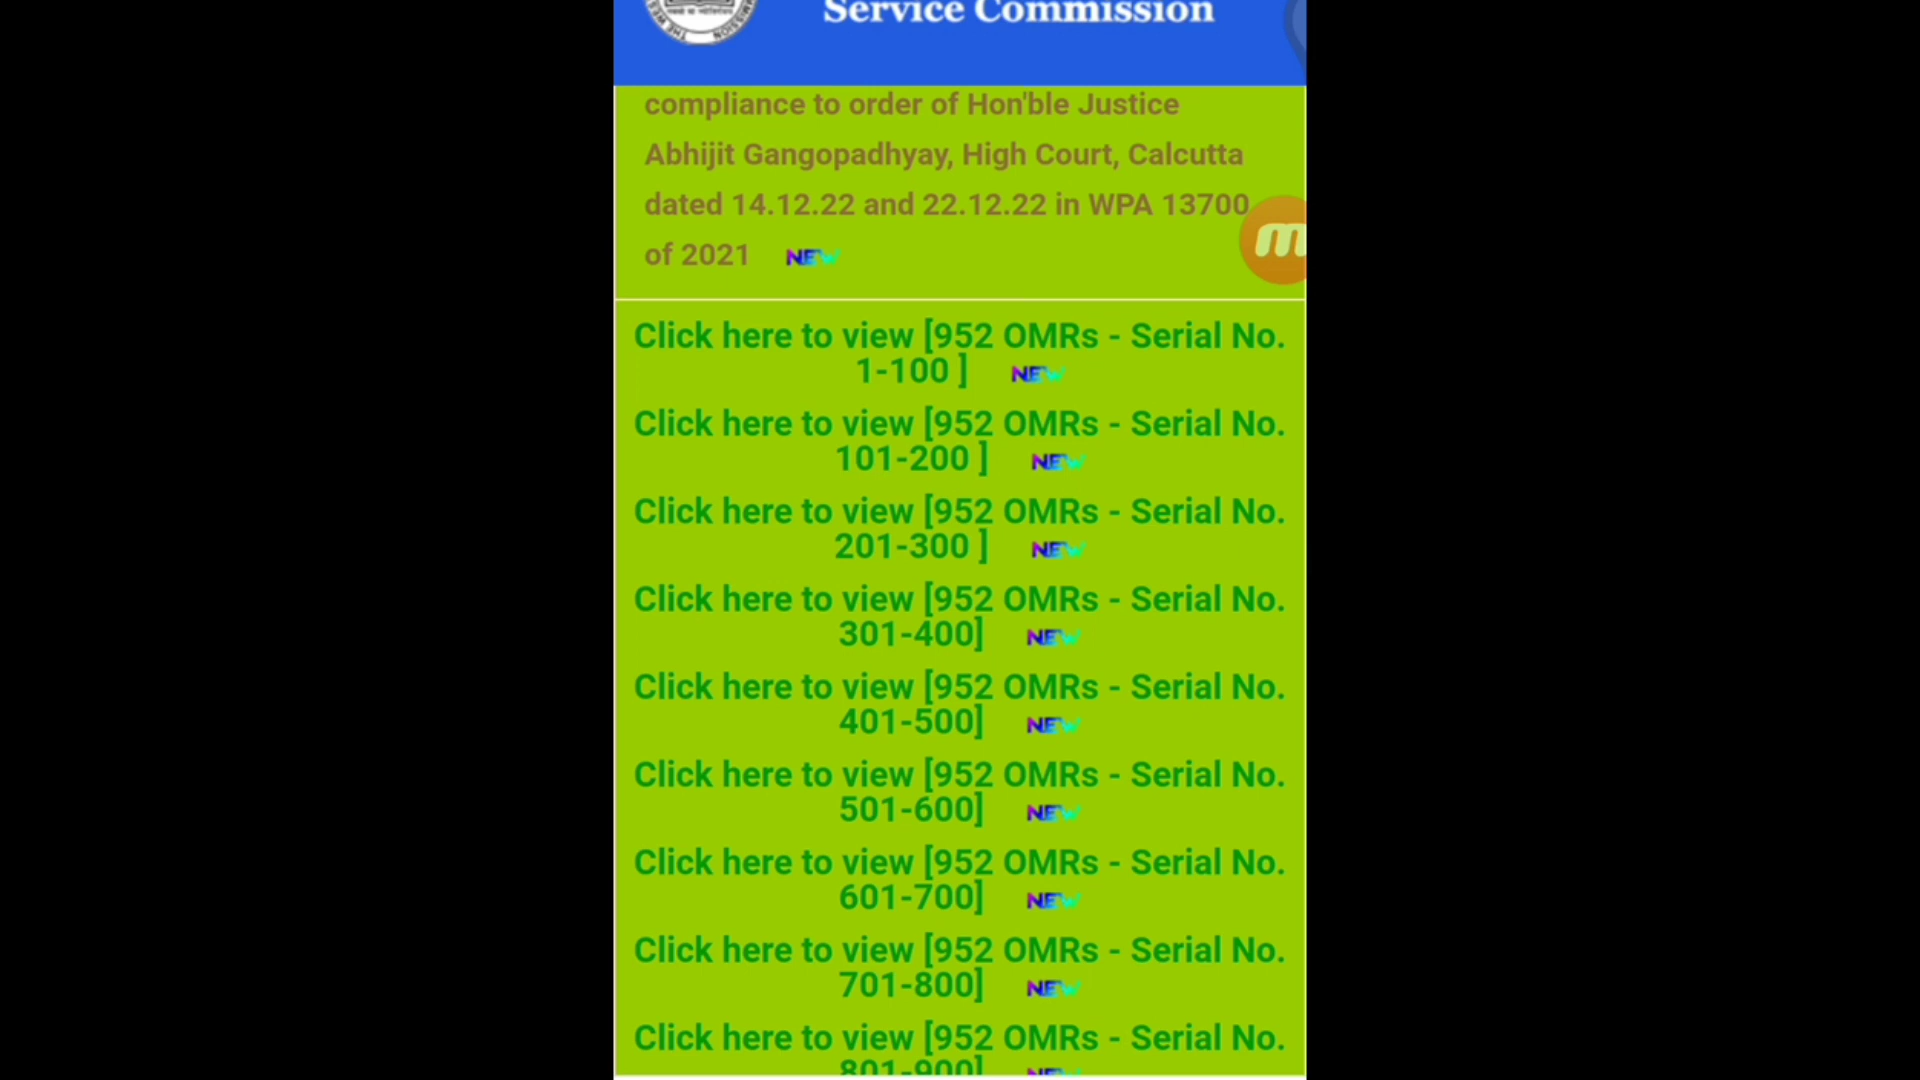 Service Commission
compliance to order of Hon'ble Justice
Abhijit Gangopadhyay, High Court, Calcutta
dated 14.12.22 and 22.12.22 in WPA 13700
of 2021 NEW
Click here to view [952 OMRs - Serial No.
1-100 ] NEW
Click here to view [952 OMRs - Serial No.
101-200 ] NEW
Click here to view [952 OMRs - Serial No.
201-300 ] NEW
Click here to view [952 OMRs - Serial No.
301-400] NEW
Click here to view [952 OMRs - Serial No.
401-500] NEW
Click here to view [952 OMRs - Serial No.
501-600] NEW
Click here to view [952 OMRs - Serial No.
601-700] NEW
Click here to view [952 OMRs - Serial No.
701-800] NEW
Click here to view [952 OMRs - Serial No.
801-900] NEW